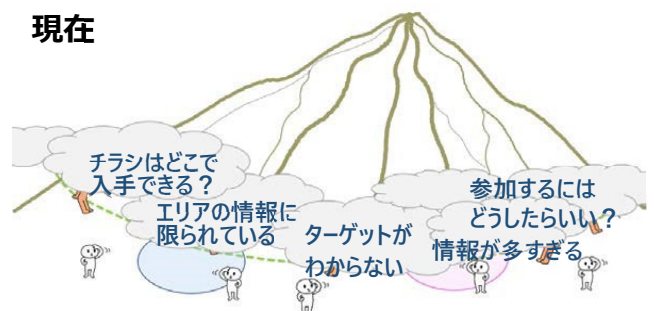 現在
チラシはどこで
入手できる？
エリアの情報に
限られている
ターゲットが
わからない
参加するには
どうしたらいい？
情報が多すぎる